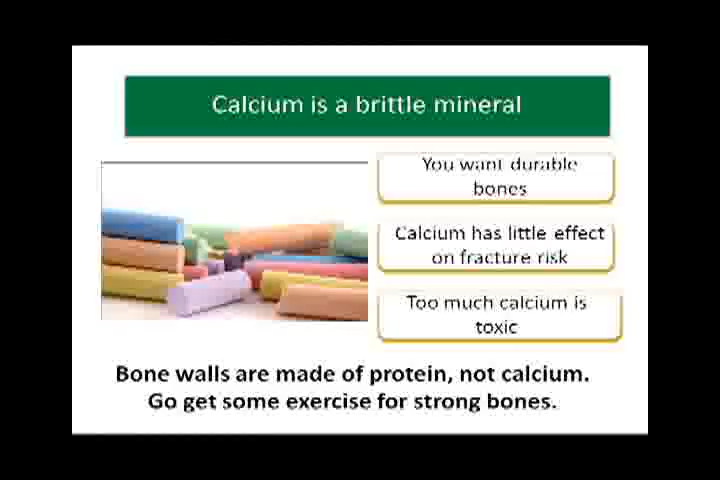 Calcium is a brittle mineral
You want durable
bones
Calcium has little effect
on fracture risk
Too much calcium is
toxic
Bone walls are made of protein, not calcium.
Go get some exercise for strong bones.